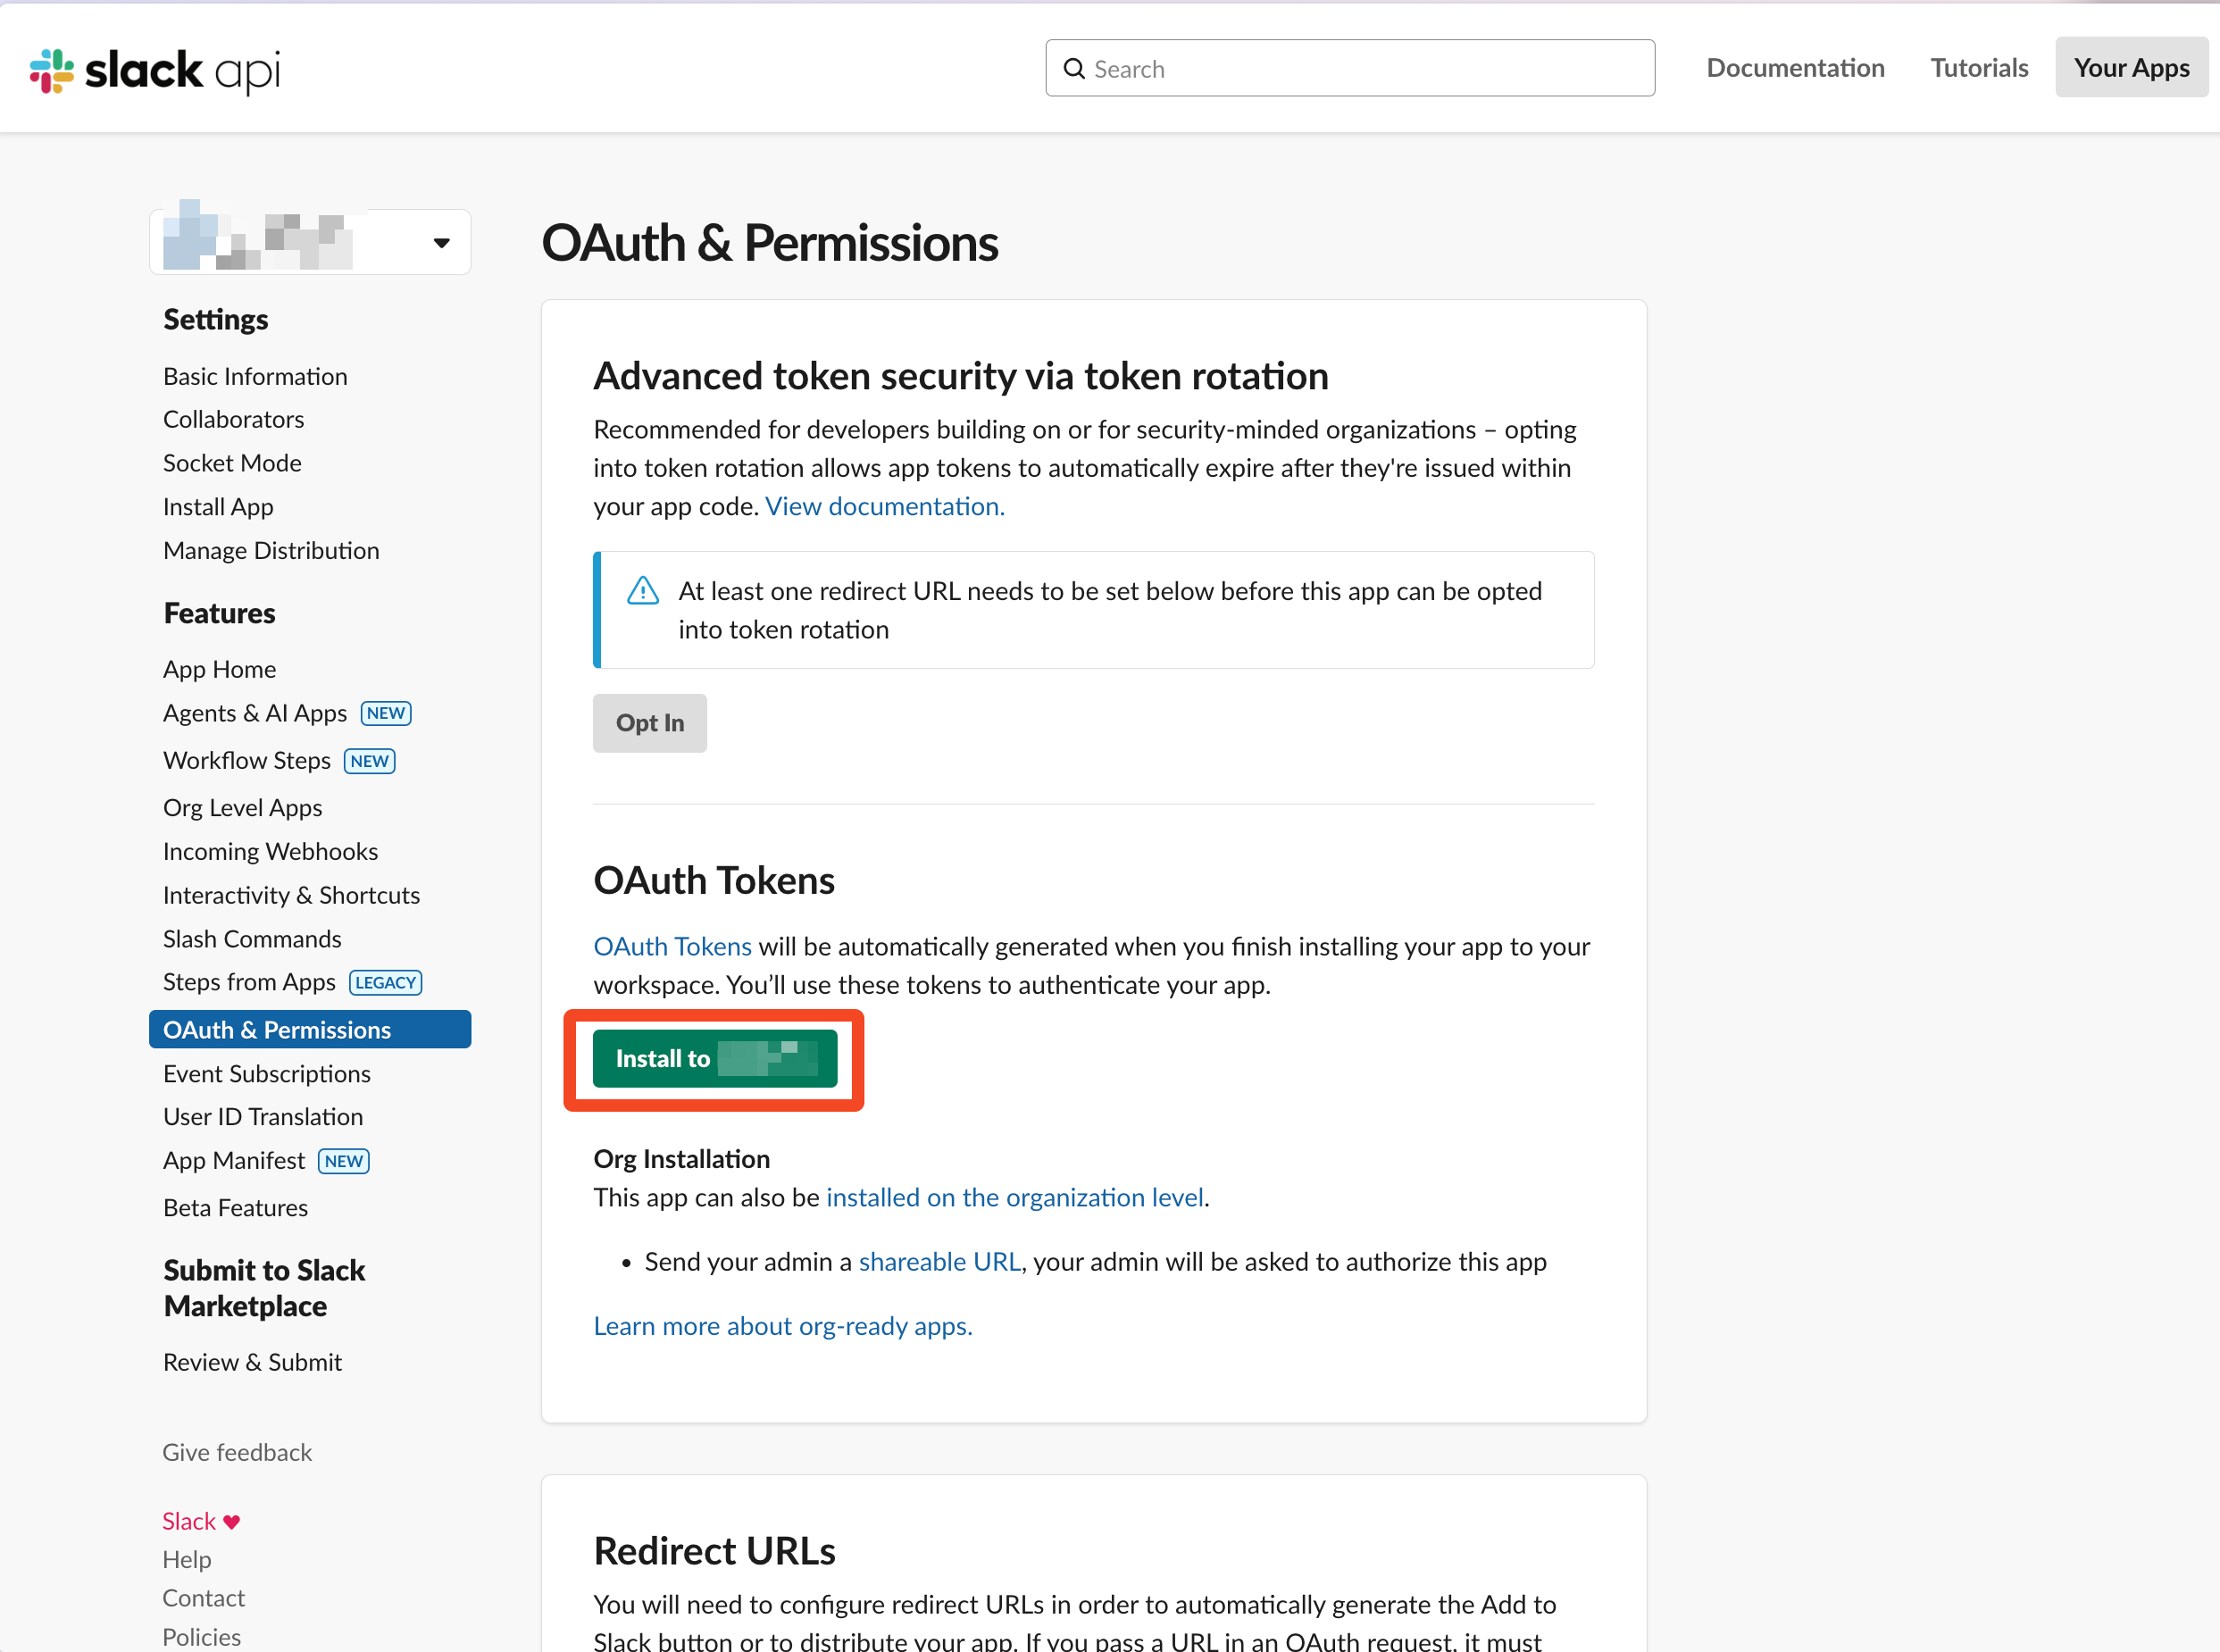 slack api
Search
Documentation
Tutorials
Your Apps
Settings
Basic Information
Collaborators
Socket Mode
Install App
Manage Distribution
Features
App Home
Agents & AI Apps NEW
Workflow Steps NEW
Org Level Apps
Incoming Webhooks
Interactivity & Shortcuts
Slash Commands
Steps from Apps LEGACY
OAuth & Permissions
Event Subscriptions
User ID Translation
App Manifest NEW
Beta Features
Submit to Slack
Marketplace
Review & Submit
Give feedback
Slack ♥
Help
Contact
Policies
OAuth & Permissions
Advanced token security via token rotation
Recommended for developers building on or for security-minded organizations – opting
into token rotation allows app tokens to automatically expire after they're issued within
your app code. View documentation.
At least one redirect URL needs to be set below before this app can be opted
into token rotation
Opt In
OAuth Tokens
OAuth Tokens will be automatically generated when you finish installing your app to your
workspace. You’ll use these tokens to authenticate your app.
Install to
Org Installation
This app can also be installed on the organization level.
• Send your admin a shareable URL, your admin will be asked to authorize this app
Learn more about org-ready apps.
Redirect URLs
You will need to configure redirect URLs in order to automatically generate the Add to
Slack button or to distribute your app. If you pass a URL in an OAuth request, it must